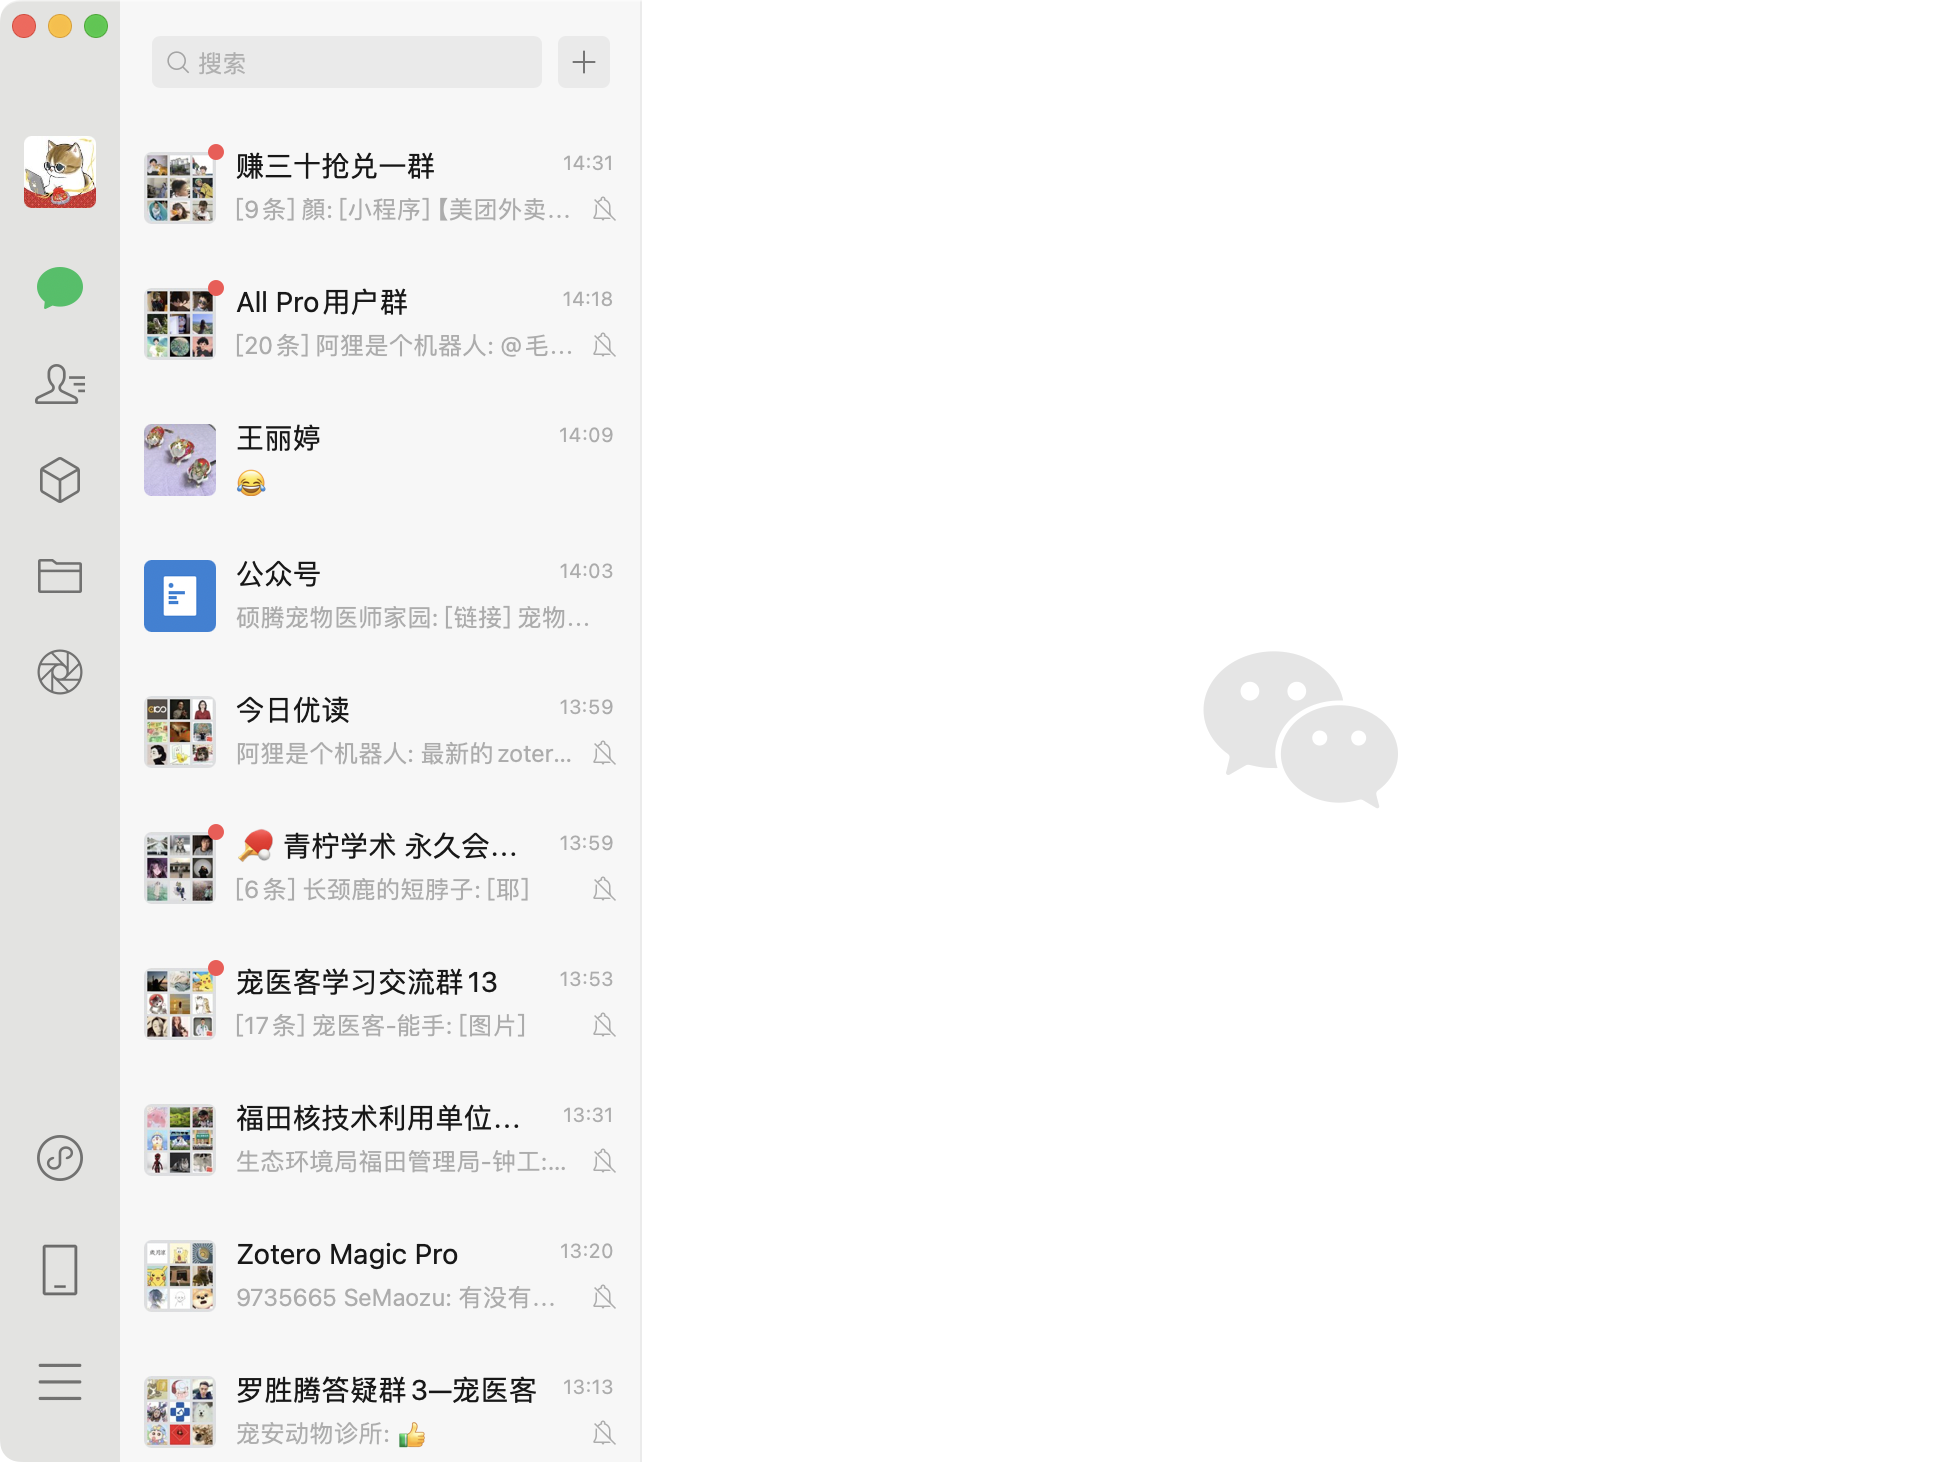 搜索
赚三十抢兑一群
14:31
[9条] 顏: [小程序]【美团外卖...
All Pro用户群
14:18
[20条] 阿狸是个机器人: @毛...
王丽婷
14:09
😂
公众号
14:03
硕腾宠物医师家园: [链接] 宠物...
今日优读
13:59
阿狸是个机器人: 最新的zoter...
🏓 青柠学术 永久会...
13:59
[6条] 长颈鹿的短脖子: [耶]
宠医客学习交流群13
13:53
[17条] 宠医客-能手: [图片]
福田核技术利用单位...
13:31
生态环境局福田管理局-钟工:...
Zotero Magic Pro
13:20
9735665 SeMaozu: 有没有...
罗胜腾答疑群3—宠医客
13:13
宠安动物诊所: 👍